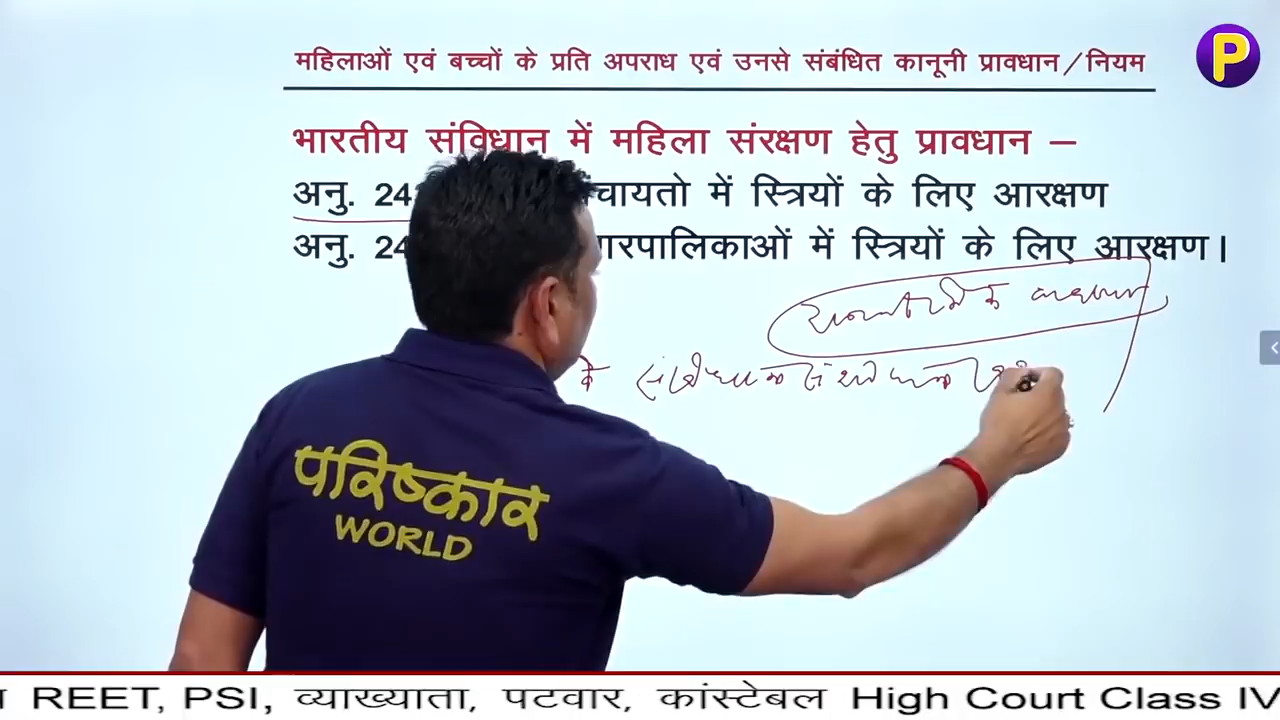 महिलाओं एवं बच्चों के प्रति अपराध एवं उनसे संबंधित कानूनी प्रावधान/नियम
P
भारतीय संविधान में महिला संरक्षण हेतु प्रावधान –
अनु. 24 चायतो में स्त्रियों के लिए आरक्षण
अनु. 24 रपालिकाओं में स्त्रियों के लिए आरक्षण।
के
परिष्कार
WORLD
REET, PSI, व्याख्याता, पटवार, कांस्टेबल High Court Class IV